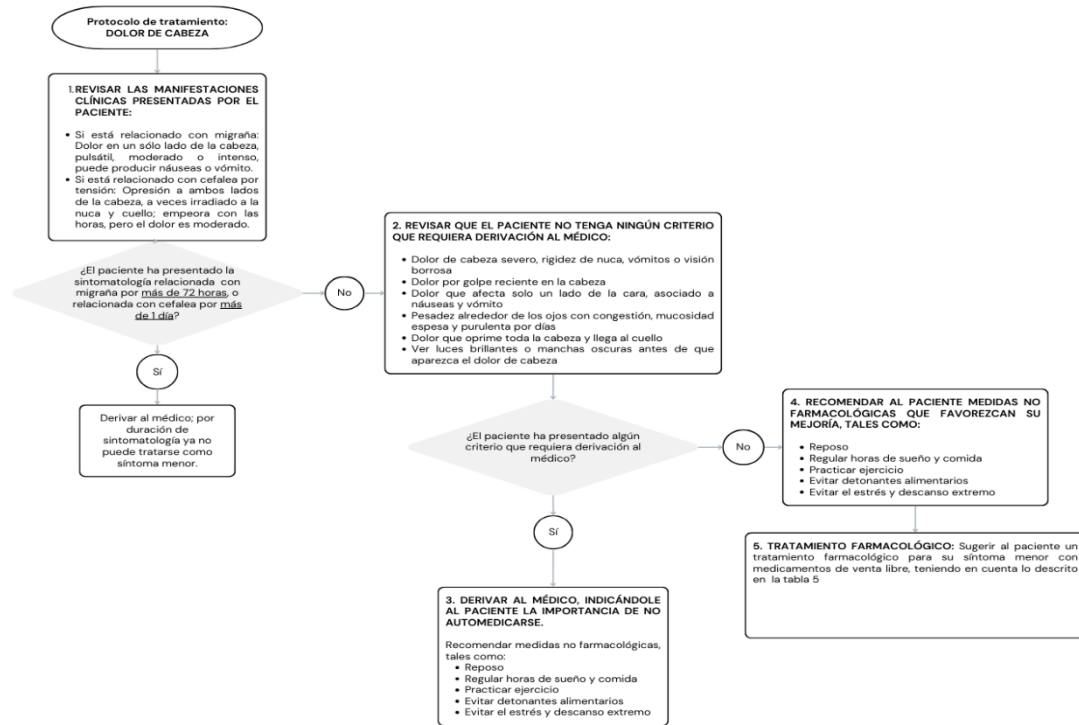 Protocolo de tratamiento:
DOLOR DE CABEZA
1. REVISAR LAS MANIFESTACIONES
CLÍNICAS PRESENTADAS POR EL
PACIENTE:
• Si está relacionado con migraña:
Dolor en un sólo lado de la cabeza,
pulsátil, moderado o intenso,
puede producir náuseas o vómito.
• Si está relacionado con cefalea por
tensión: Opresión a ambos lados
de la cabeza, a veces irradiado a la
nuca y cuello; empeora con las
horas, pero el dolor es moderado.
¿El paciente ha presentado la
sintomatología relacionada con
migraña por más de 72 horas, o
relacionada con cefalea por más
de 1 día?
No
Sí
Derivar al médico; por
duración de
sintomatología ya no
puede tratarse como
síntoma menor.
2. REVISAR QUE EL PACIENTE NO TENGA NINGÚN CRITERIO
QUE REQUIERA DERIVACIÓN AL MÉDICO:
• Dolor de cabeza severo, rigidez de nuca, vómitos o visión
borrosa
• Dolor por golpe reciente en la cabeza
• Dolor que afecta solo un lado de la cara, asociado a
náuseas y vómito
• Pesadez alrededor de los ojos con congestión, mucosidad
espesa y purulenta por días
• Dolor que oprime toda la cabeza y llega al cuello
• Ver luces brillantes o manchas oscuras antes de que
aparezca el dolor de cabeza
¿El paciente ha presentado algún
criterio que requiera derivación al
médico?
No
Sí
3. DERIVAR AL MÉDICO, INDICÁNDOLE
AL PACIENTE LA IMPORTANCIA DE NO
AUTOMEDICARSE.
Recomendar medidas no farmacológicas,
tales como:
• Reposo
• Regular horas de sueño y comida
• Practicar ejercicio
• Evitar detonantes alimentarios
• Evitar el estrés y descanso extremo
4. RECOMENDAR AL PACIENTE MEDIDAS NO
FARMACOLÓGICAS QUE FAVOREZCAN SU
MEJORÍA, TALES COMO:
• Reposo
• Regular horas de sueño y comida
• Practicar ejercicio
• Evitar detonantes alimentarios
• Evitar el estrés y descanso extremo
5. TRATAMIENTO FARMACOLÓGICO: Sugerir al paciente un
tratamiento farmacológico para su síntoma menor con
medicamentos de venta libre, teniendo en cuenta lo descrito
en la tabla 5